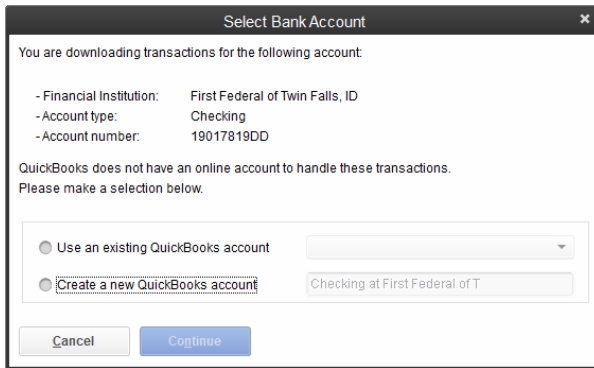 Select Bank Account
You are downloading transactions for the following account:
- Financial Institution: First Federal of Twin Falls, ID
- Account type: Checking
- Account number: 19017819DD
QuickBooks does not have an online account to handle these transactions.
Please make a selection below.
Use an existing QuickBooks account
Create a new QuickBooks account Checking at First Federal of T
Cancel Continue